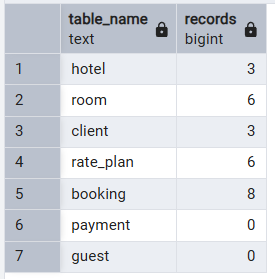 table_name records
text bigint
1 hotel 3
2 room 6
3 client 3
4 rate_plan 6
5 booking 8
6 payment 0
7 guest 0